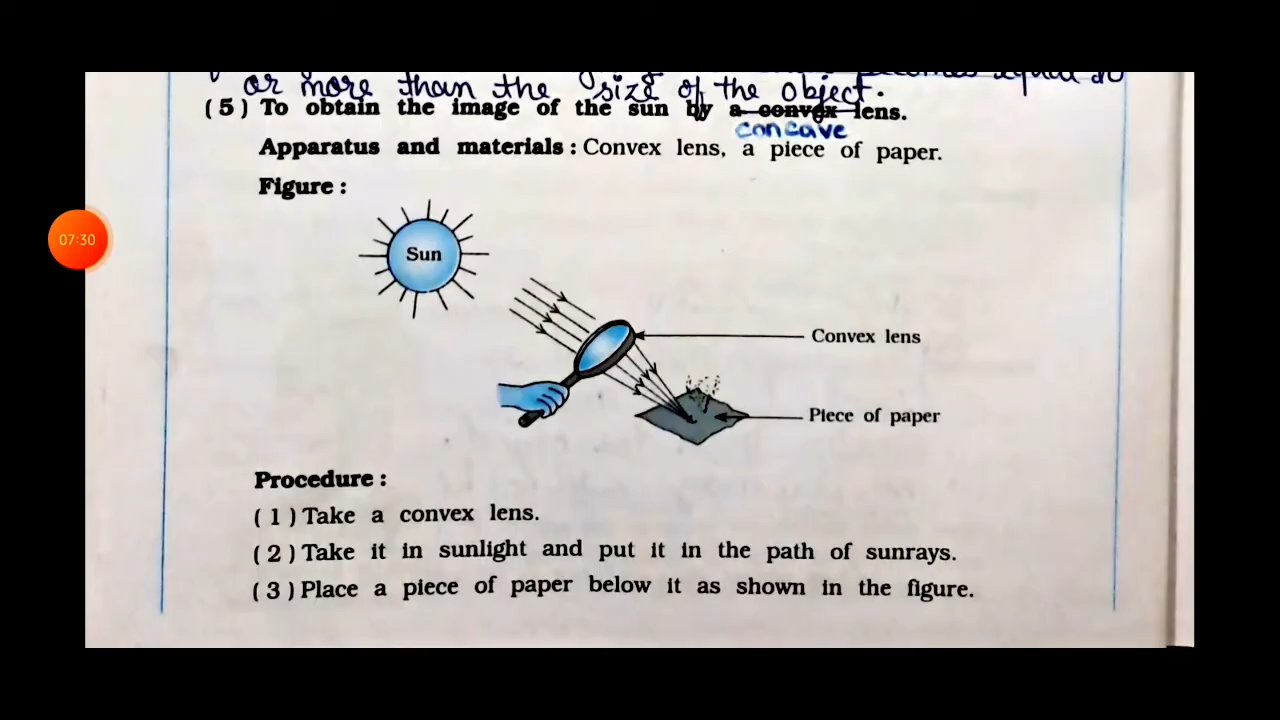 or more than the size of the object.
(5) To obtain the image of the sun by a convex lens.
concave
Apparatus and materials : Convex lens, a piece of paper.
Figure :
07:30
Sun
Convex lens
Piece of paper
Procedure :
(1) Take a convex lens.
(2) Take it in sunlight and put it in the path of sunrays.
(3) Place a piece of paper below it as shown in the figure.